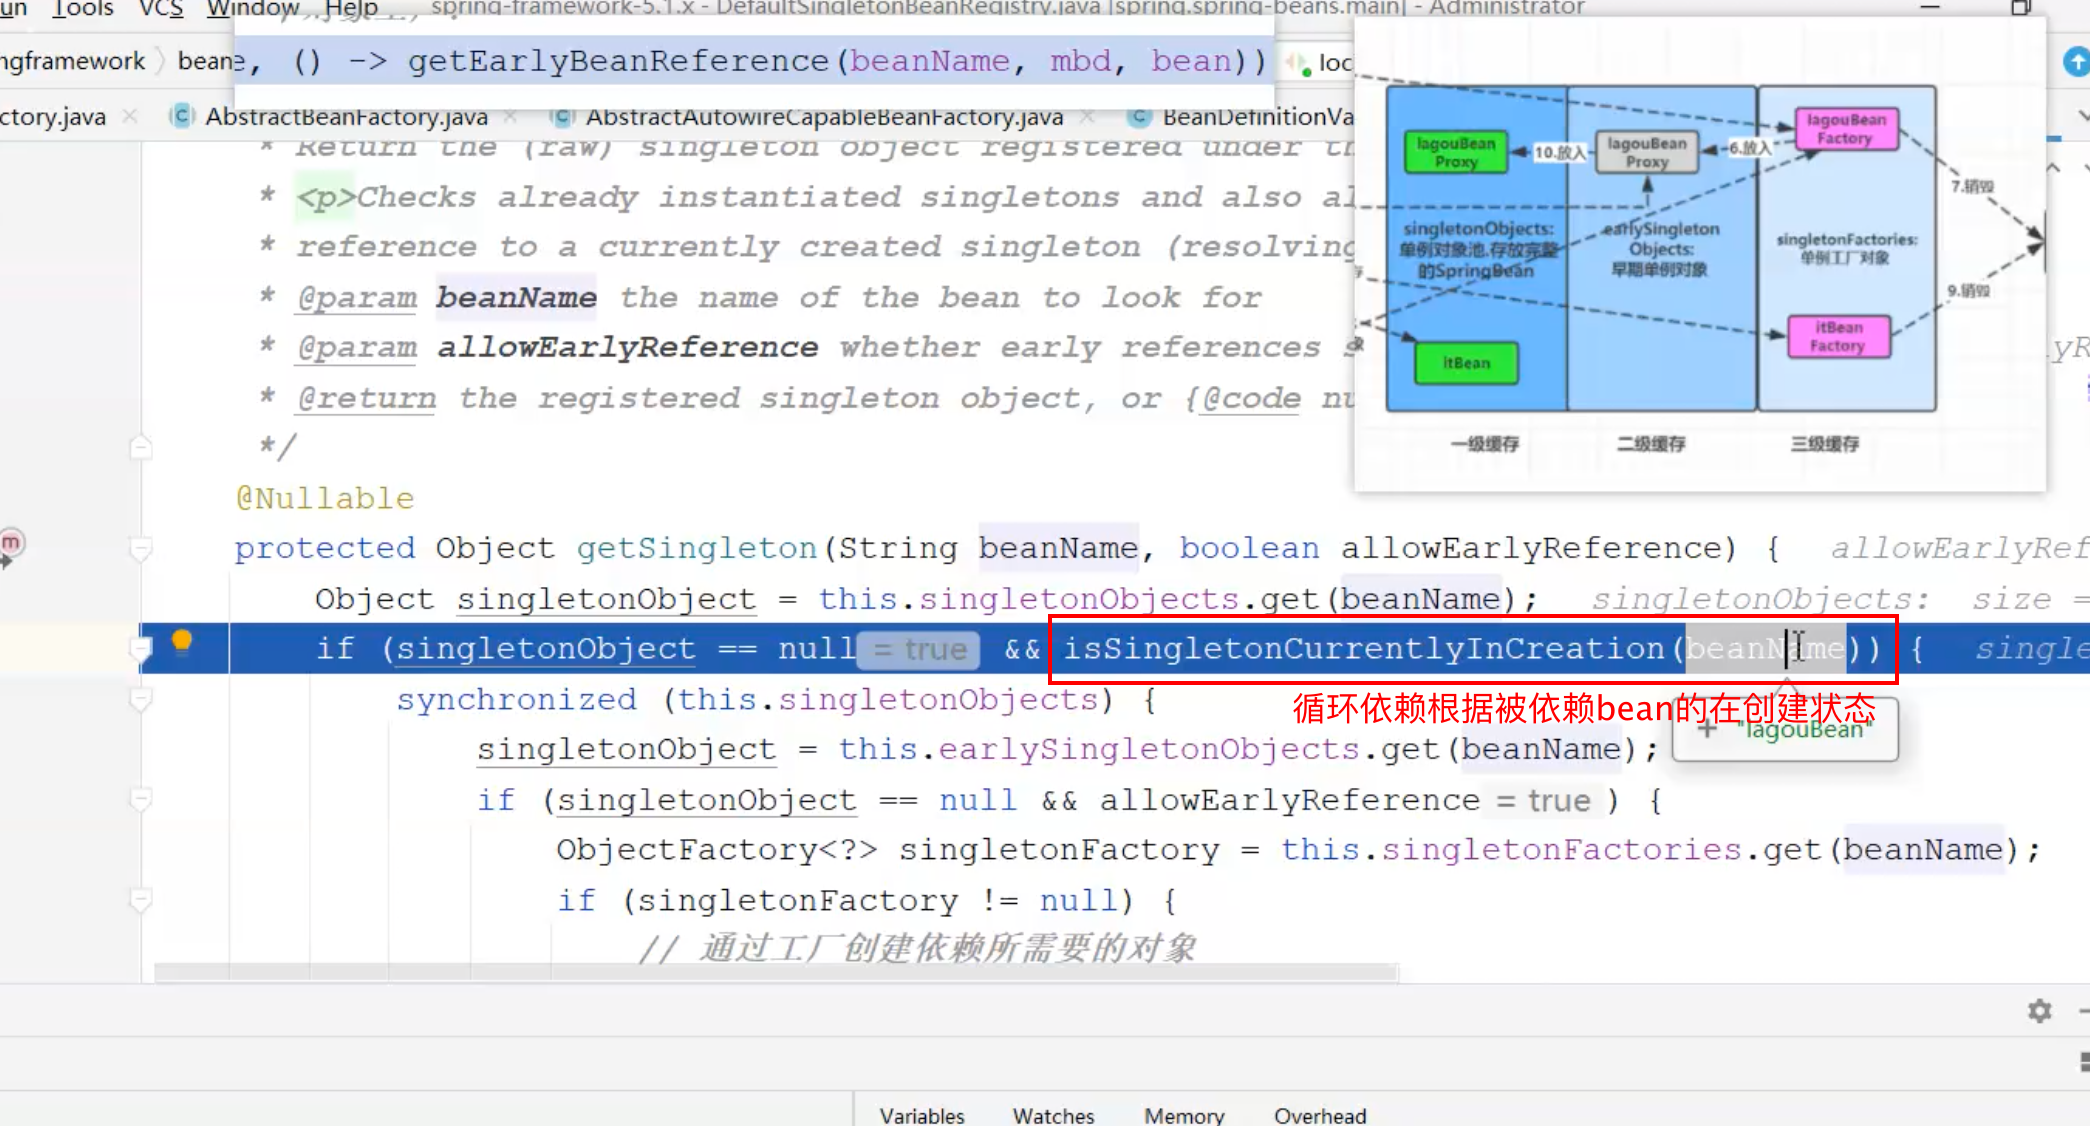 un Tools VCS Window Help spring-framework-5.1.x - DefaultSingletonBeanRegistry.java [spring.spring-beans.main] - Administrator
ngframework bean
e, () -> getEarlyBeanReference(beanName, mbd, bean))
loc
ctory.java AbstractBeanFactory.java AbstractAutowireCapableBeanFactory.java BeanDefinitionVa
* Return the (raw) singleton object registered under th
* <p>Checks already instantiated singletons and also al
* reference to a currently created singleton (resolving
* @param beanName the name of the bean to look for
* @param allowEarlyReference whether early references s
* @return the registered singleton object, or {@code nu
*/
@Nullable
protected Object getSingleton(String beanName, boolean allowEarlyReference) { allowEarlyRef
Object singletonObject = this.singletonObjects.get(beanName); singletonObjects: size =
if (singletonObject == null = true && isSingletonCurrentlyInCreation(beanName)) { single
synchronized (this.singletonObjects) {
循环依赖根据被依赖bean的在创建状态
+ "lagouBean"
singletonObject = this.earlySingletonObjects.get(beanName);
if (singletonObject == null && allowEarlyReference = true ) {
ObjectFactory<?> singletonFactory = this.singletonFactories.get(beanName);
if (singletonFactory != null) {
// 通过工厂创建依赖所需要的对象
lagouBean
Proxy
10.放入
lagouBean
Proxy
6.放入
lagouBean
Factory
7.销毁
singletonObjects:
单例对象池.存放完整
的SpringBean
earlySingleton
Objects:
早期单例对象
singletonFactories:
单例工厂对象
9.销毁
itBean
itBean
Factory
一级缓存
二级缓存
三级缓存
lyR
Variables Watches Memory Overhead